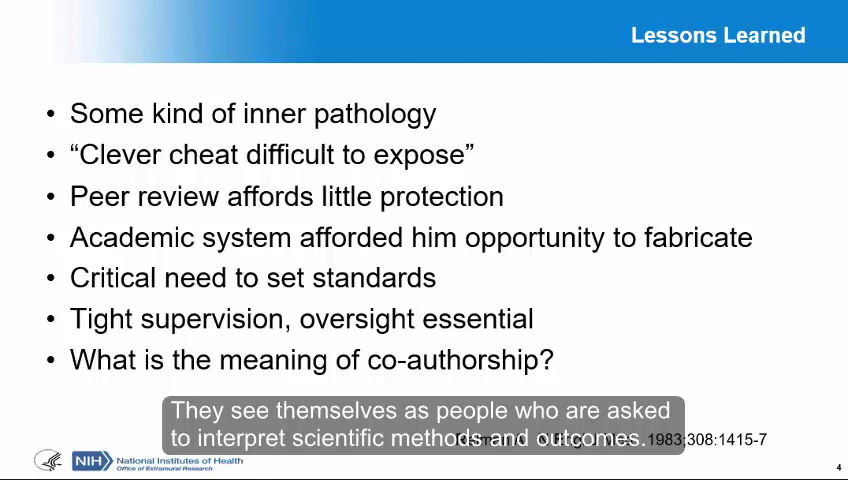 Lessons Learned
• Some kind of inner pathology
• “Clever cheat difficult to expose”
• Peer review affords little protection
• Academic system afforded him opportunity to fabricate
• Critical need to set standards
• Tight supervision, oversight essential
• What is the meaning of co-authorship?
They see themselves as people who are asked
to interpret scientific methods and outcomes.
1983;308:1415-7
NIH National Institutes of Health
Office of Extramural Research
4